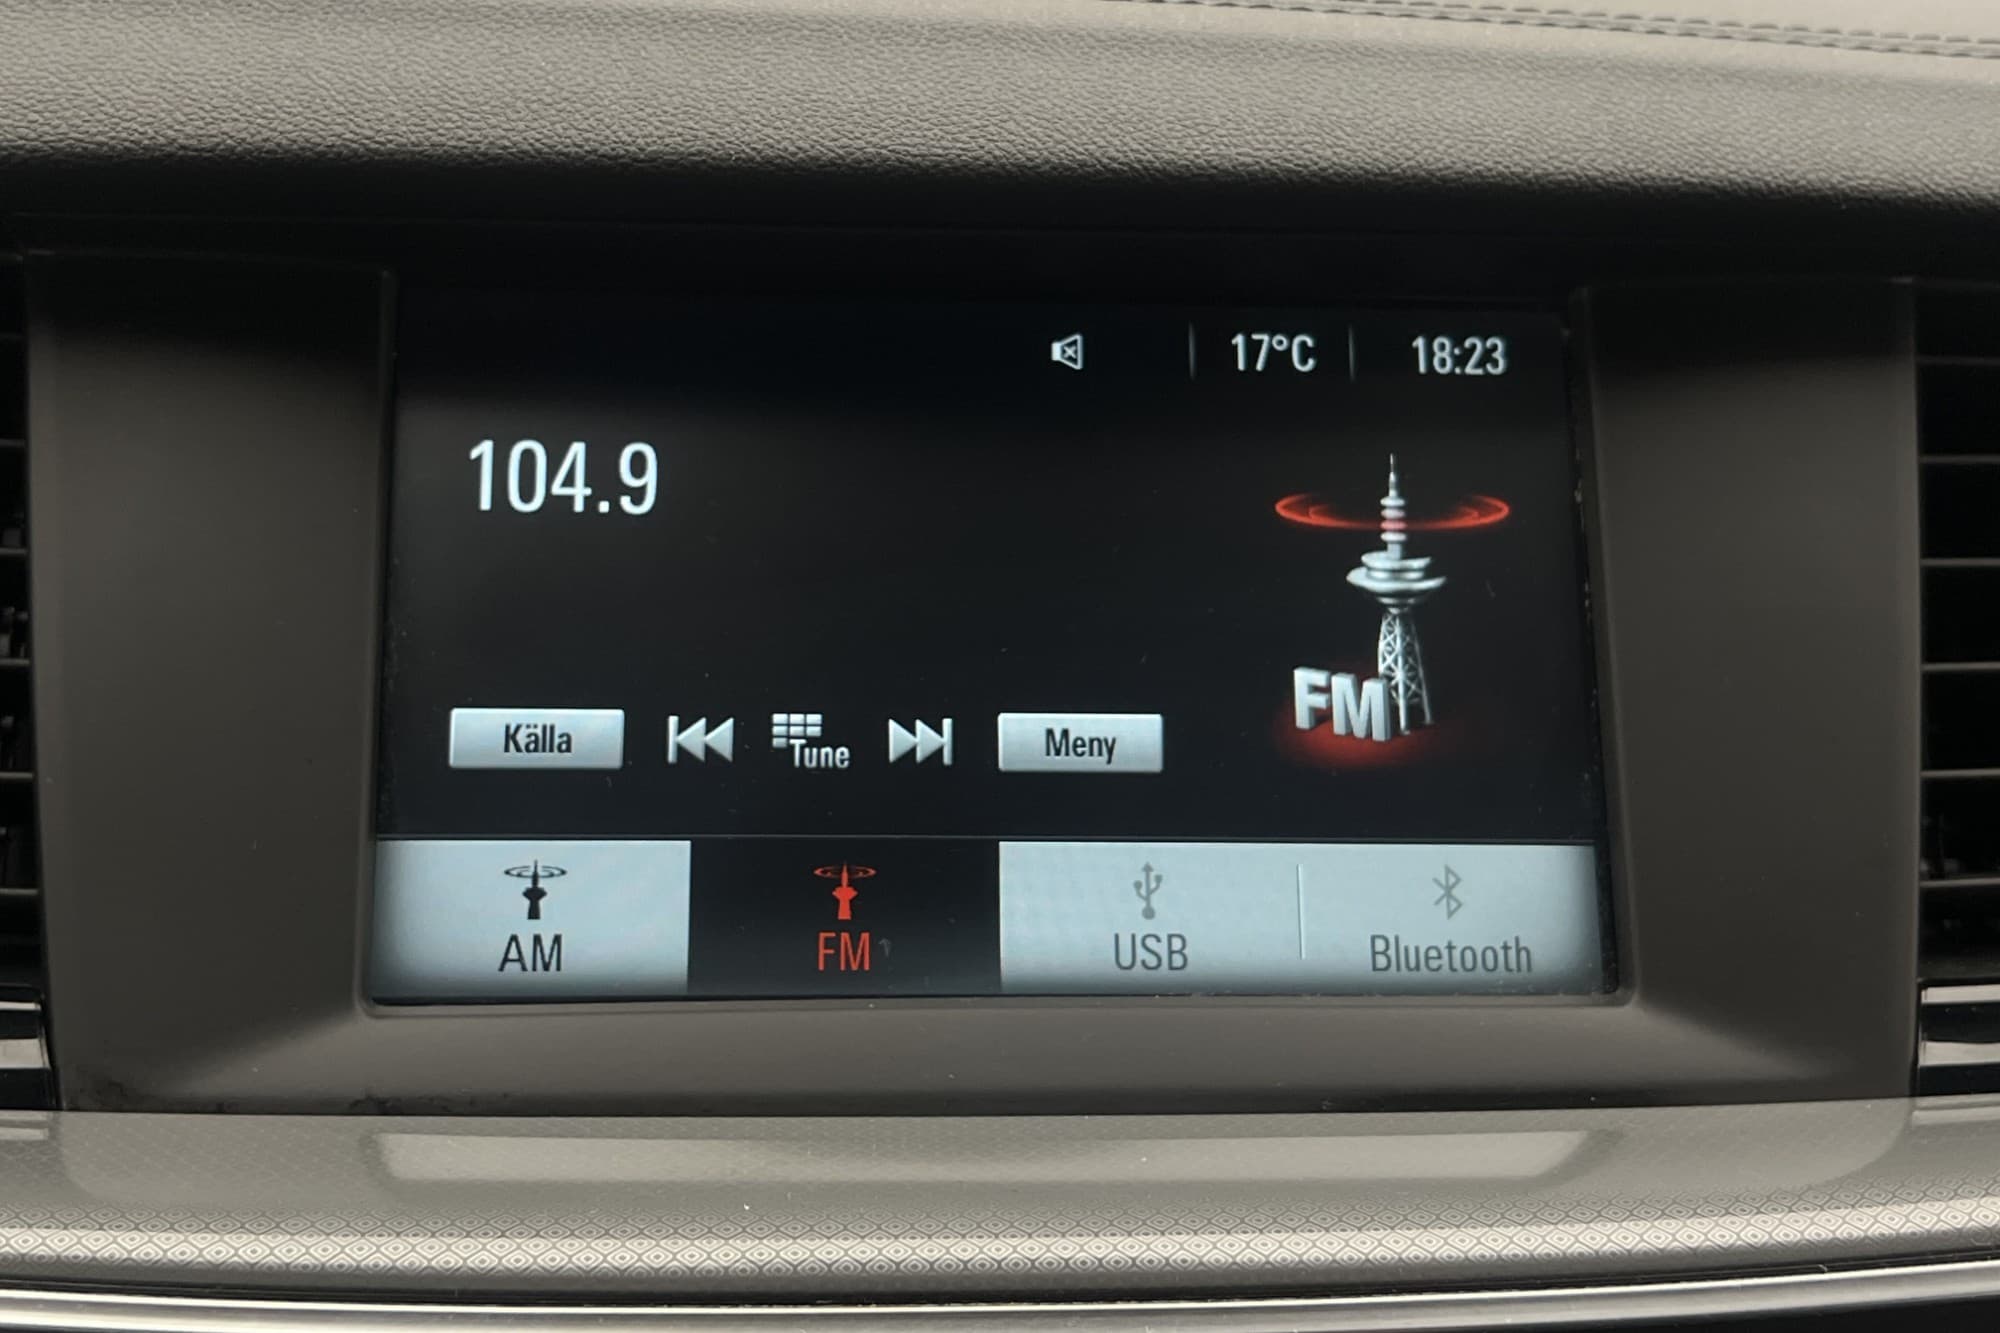 17°C 18:23
104.9
FM
Källa Tune Meny
AM FM USB Bluetooth